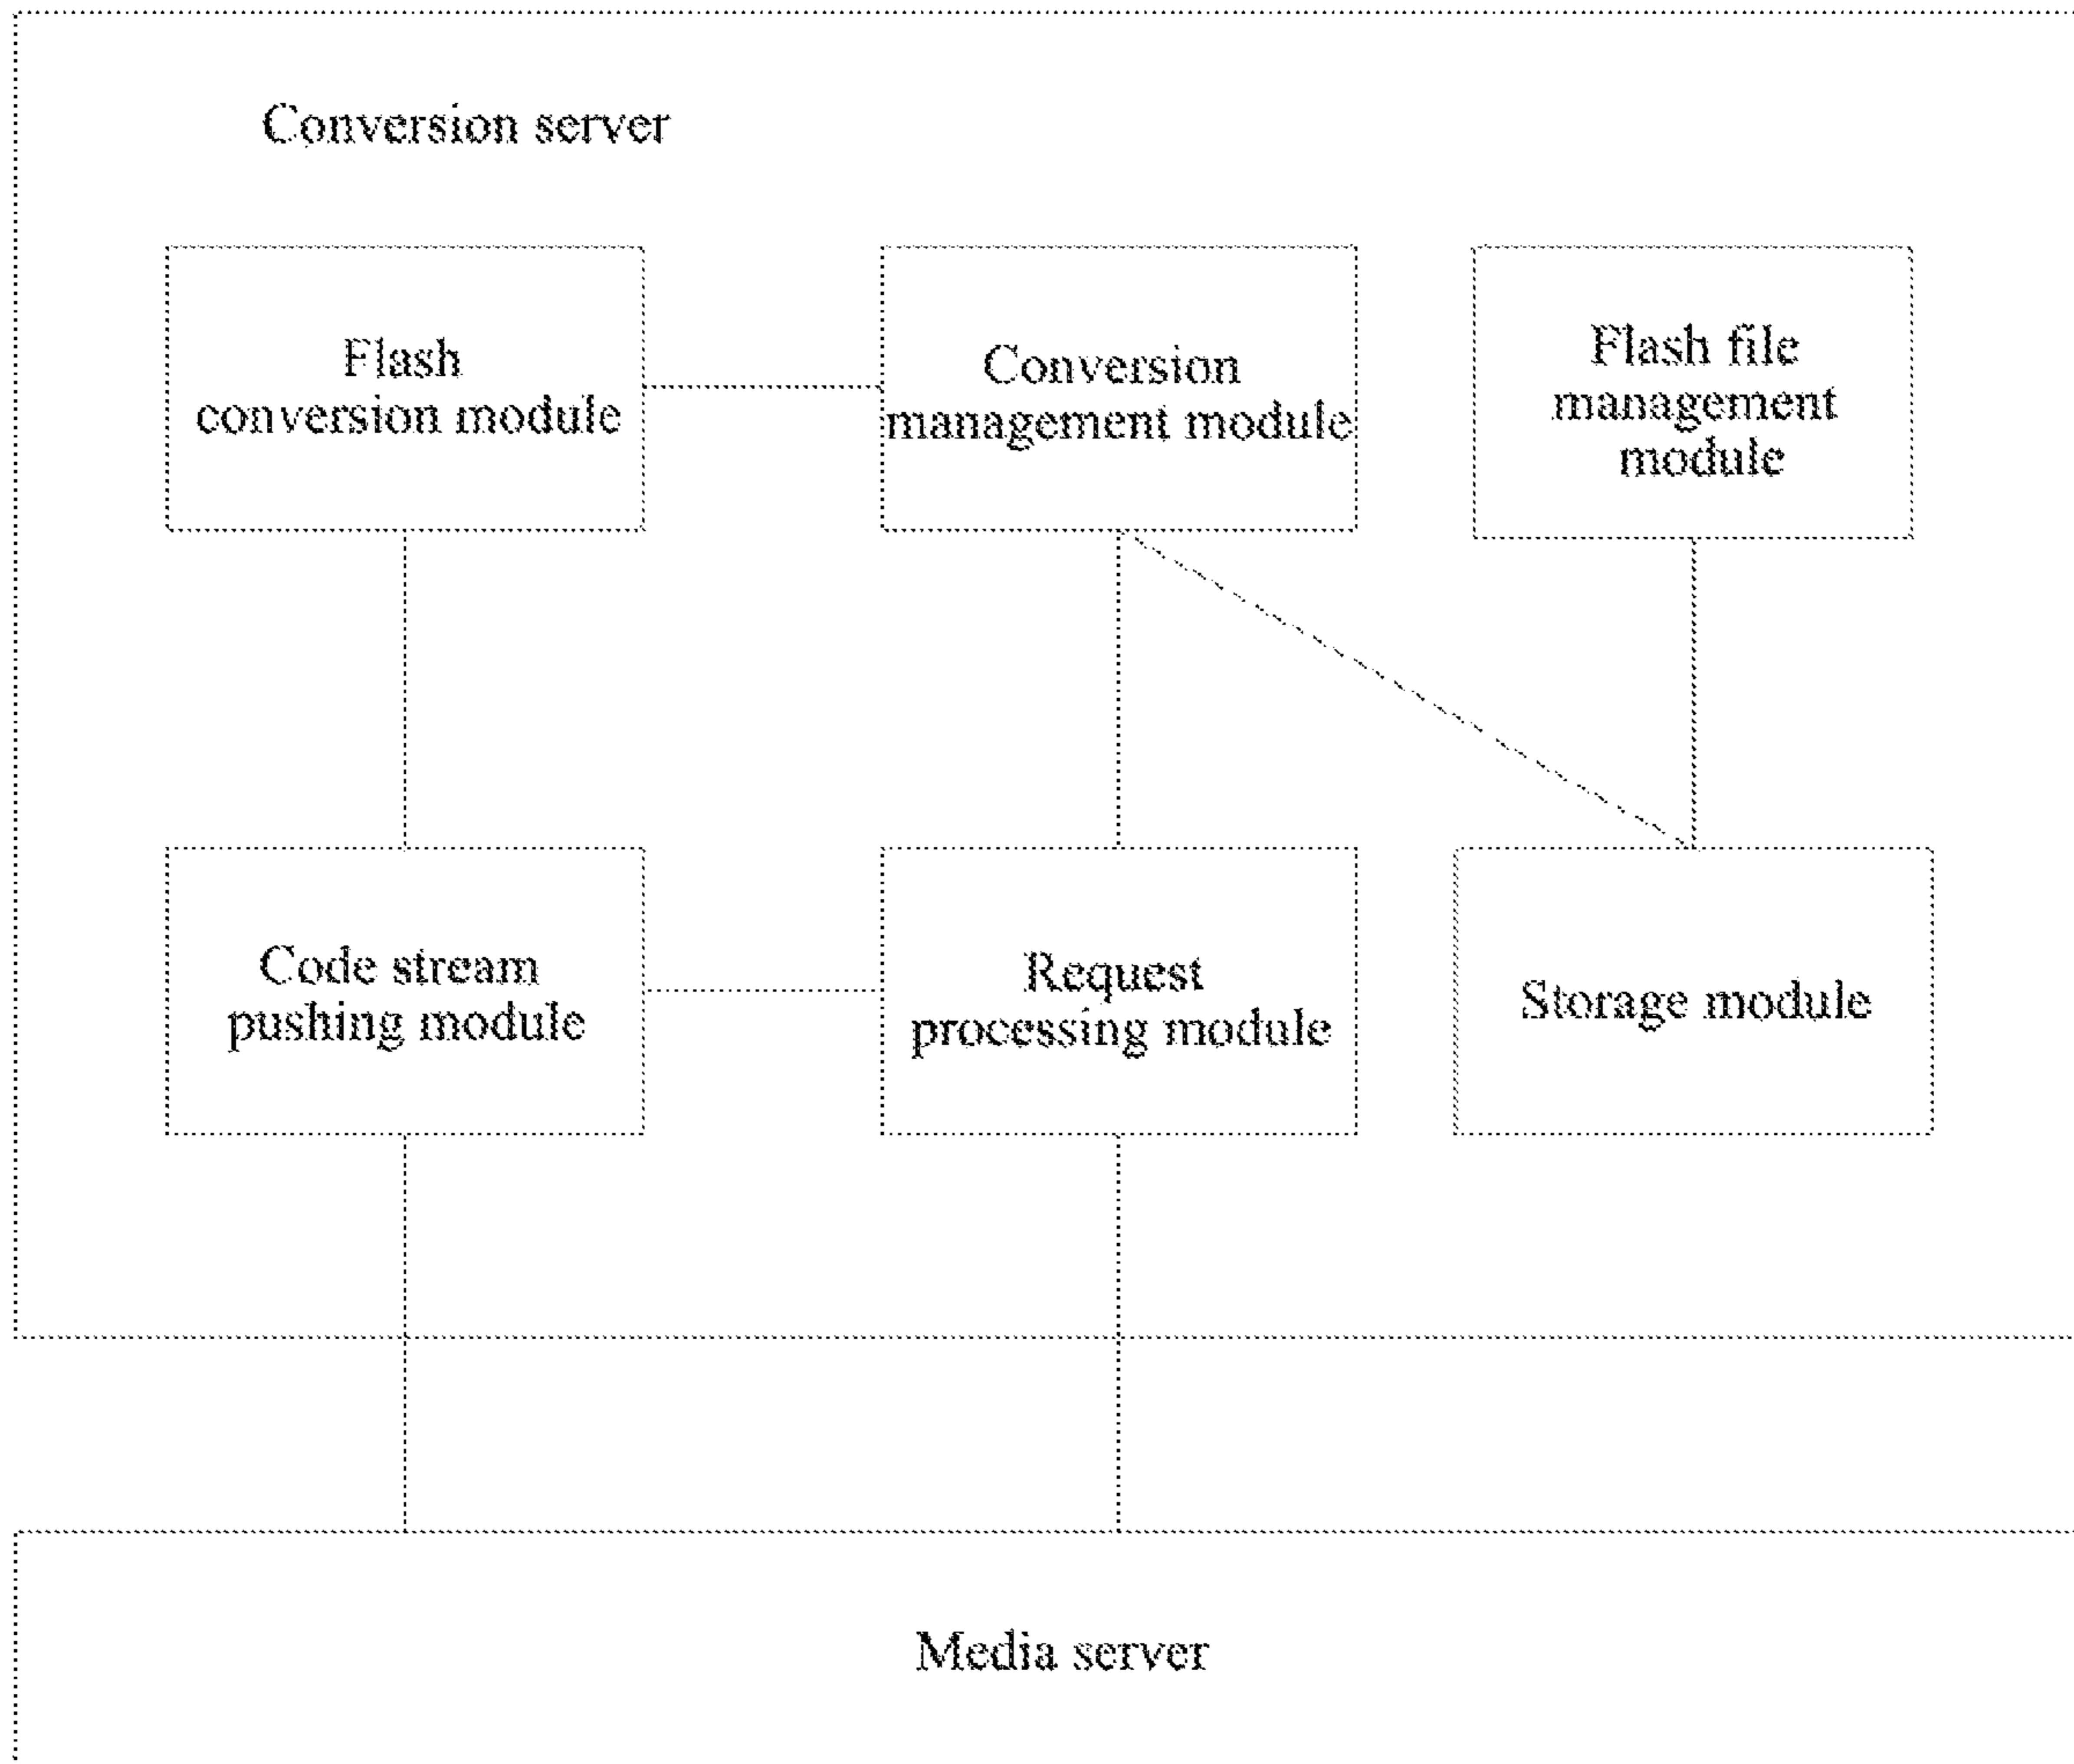 Conversion server
Flash
conversion module
Conversion
management module
Flash file
management
module
Code stream
pushing module
Request
processing module
Storage module
Media server